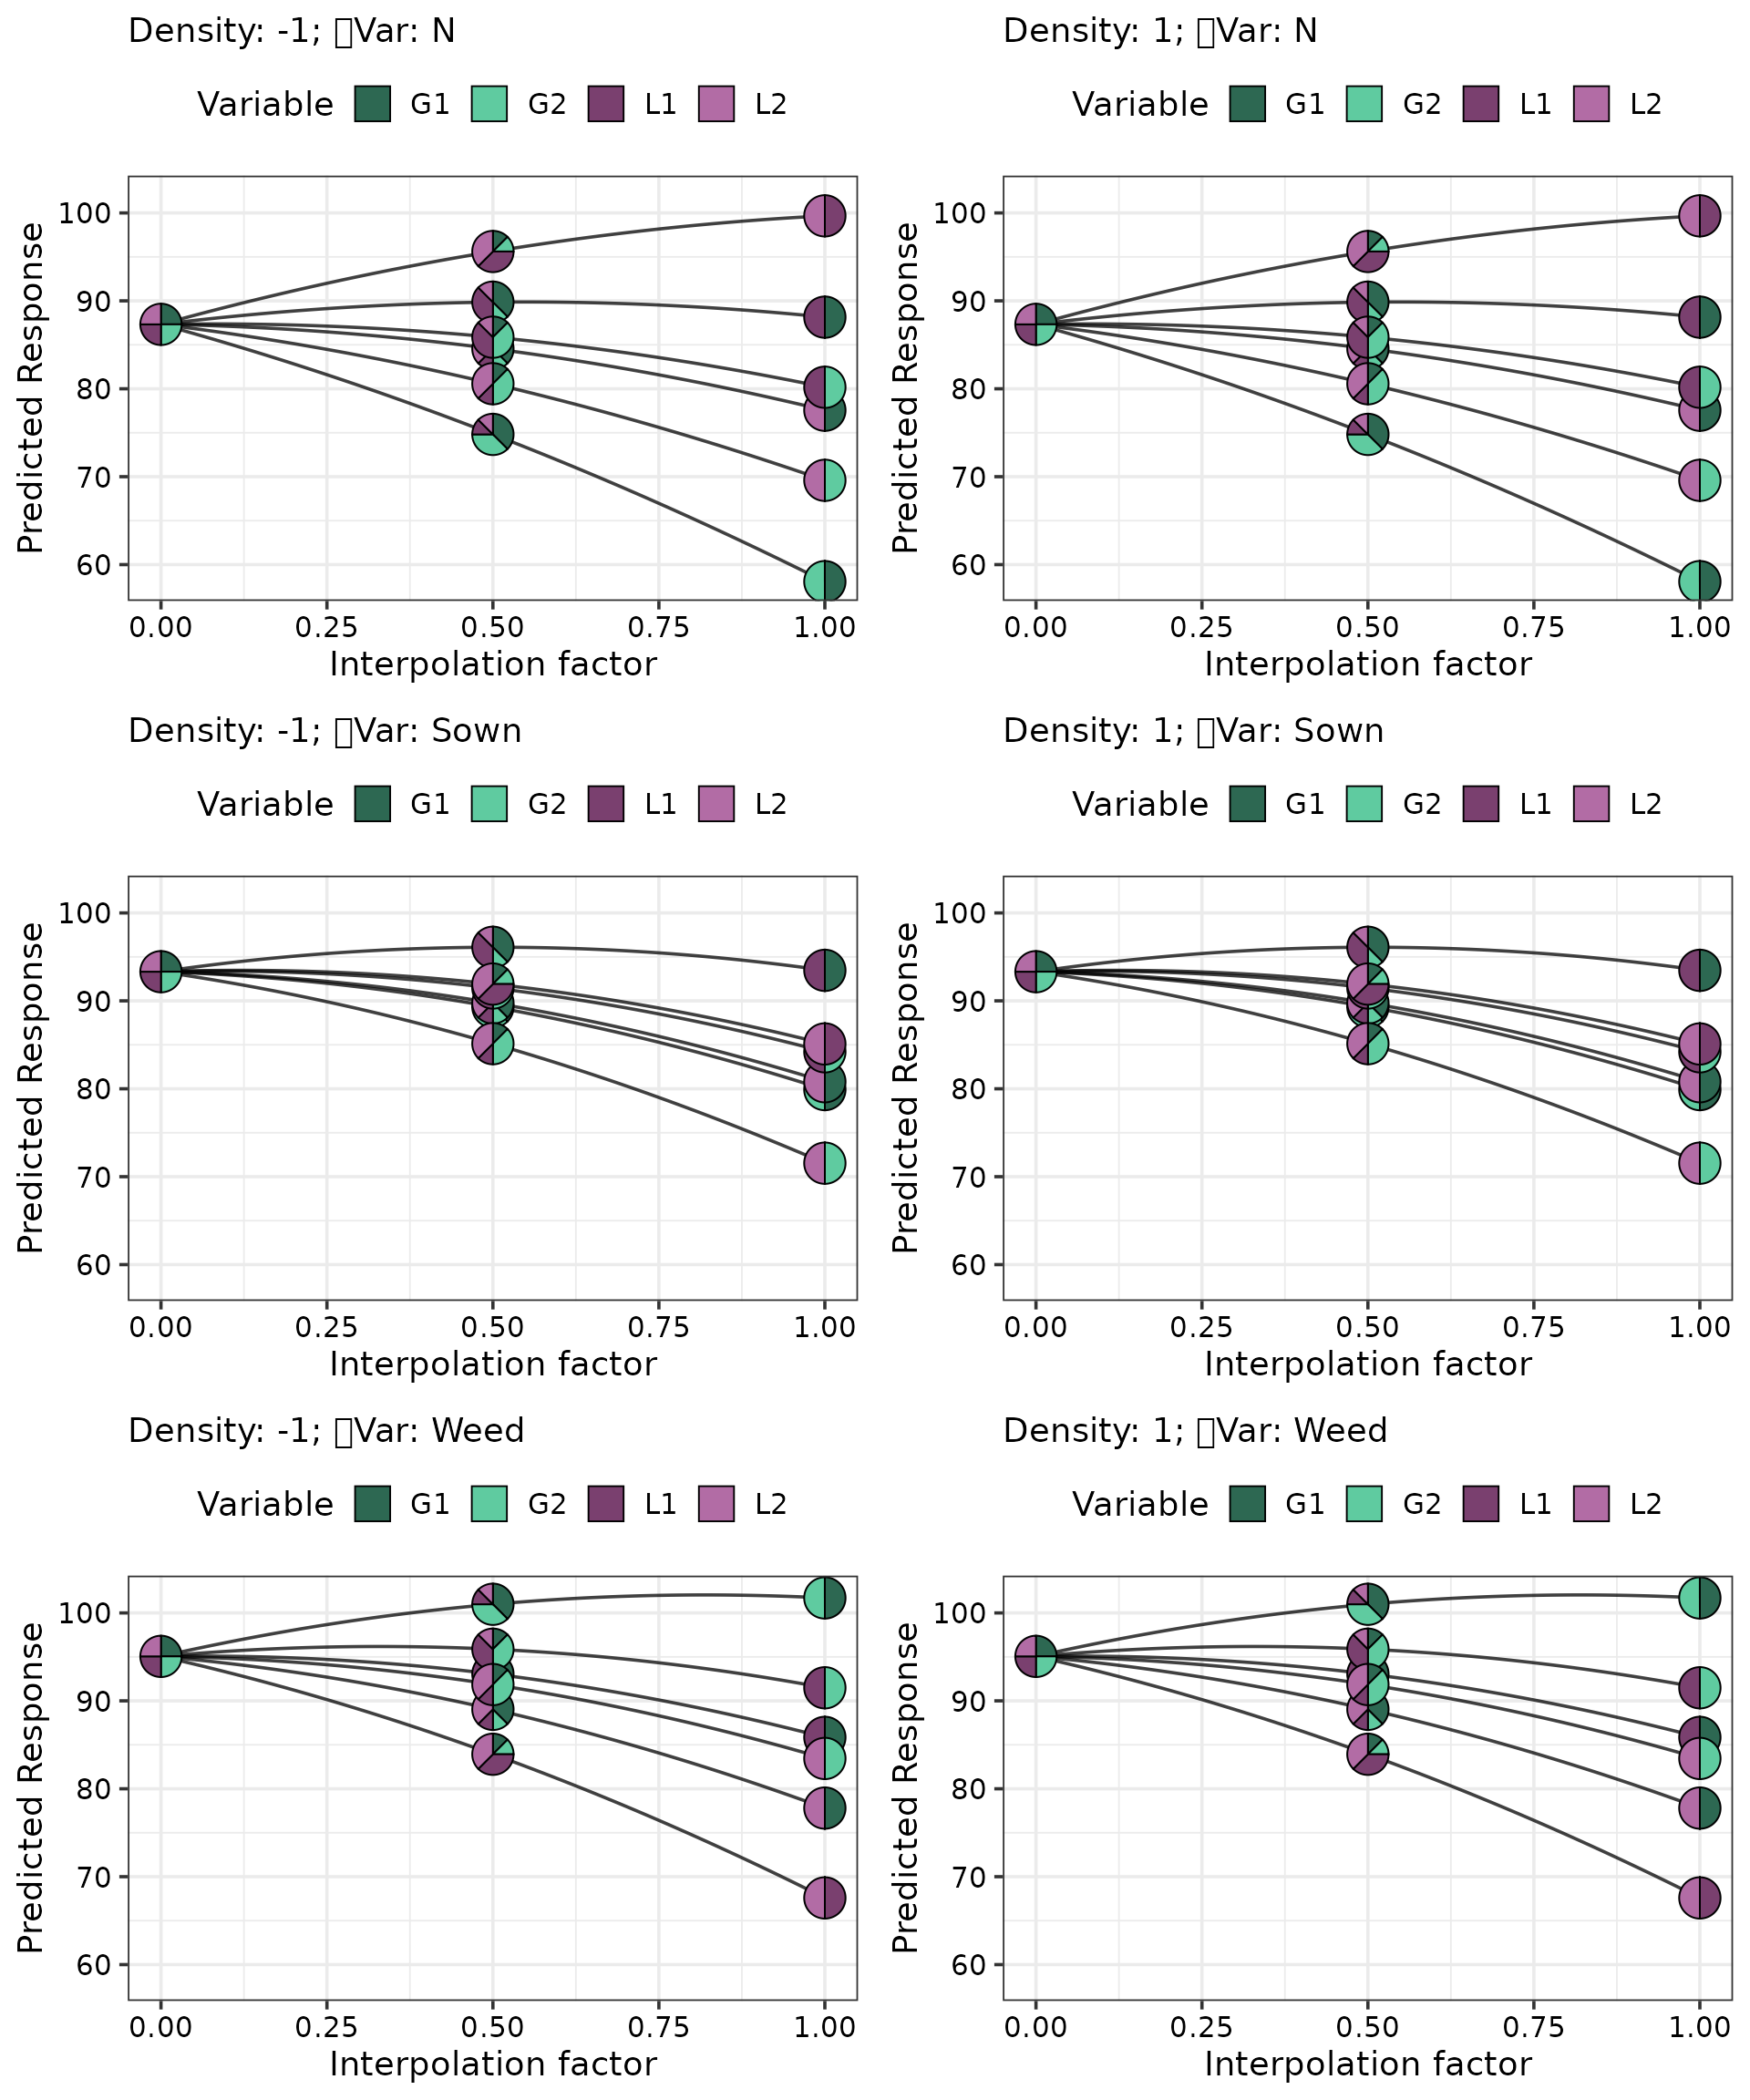 Density: -1; ▯Var: N
Variable G1 G2 L1 L2
Predicted Response
100
90
80
70
60
0.00 0.25 0.50 0.75 1.00
Interpolation factor
Density: 1; ▯Var: N
Variable G1 G2 L1 L2
Predicted Response
100
90
80
70
60
0.00 0.25 0.50 0.75 1.00
Interpolation factor
Density: -1; ▯Var: Sown
Variable G1 G2 L1 L2
Predicted Response
100
90
80
70
60
0.00 0.25 0.50 0.75 1.00
Interpolation factor
Density: 1; ▯Var: Sown
Variable G1 G2 L1 L2
Predicted Response
100
90
80
70
60
0.00 0.25 0.50 0.75 1.00
Interpolation factor
Density: -1; ▯Var: Weed
Variable G1 G2 L1 L2
Predicted Response
100
90
80
70
60
0.00 0.25 0.50 0.75 1.00
Interpolation factor
Density: 1; ▯Var: Weed
Variable G1 G2 L1 L2
Predicted Response
100
90
80
70
60
0.00 0.25 0.50 0.75 1.00
Interpolation factor